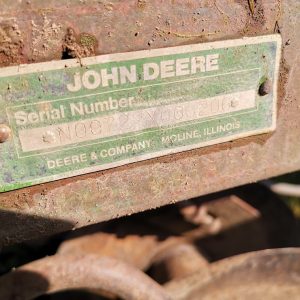 JOHN DEERE
Serial Number
DEERE & COMPANY MOLINE, ILLINOIS